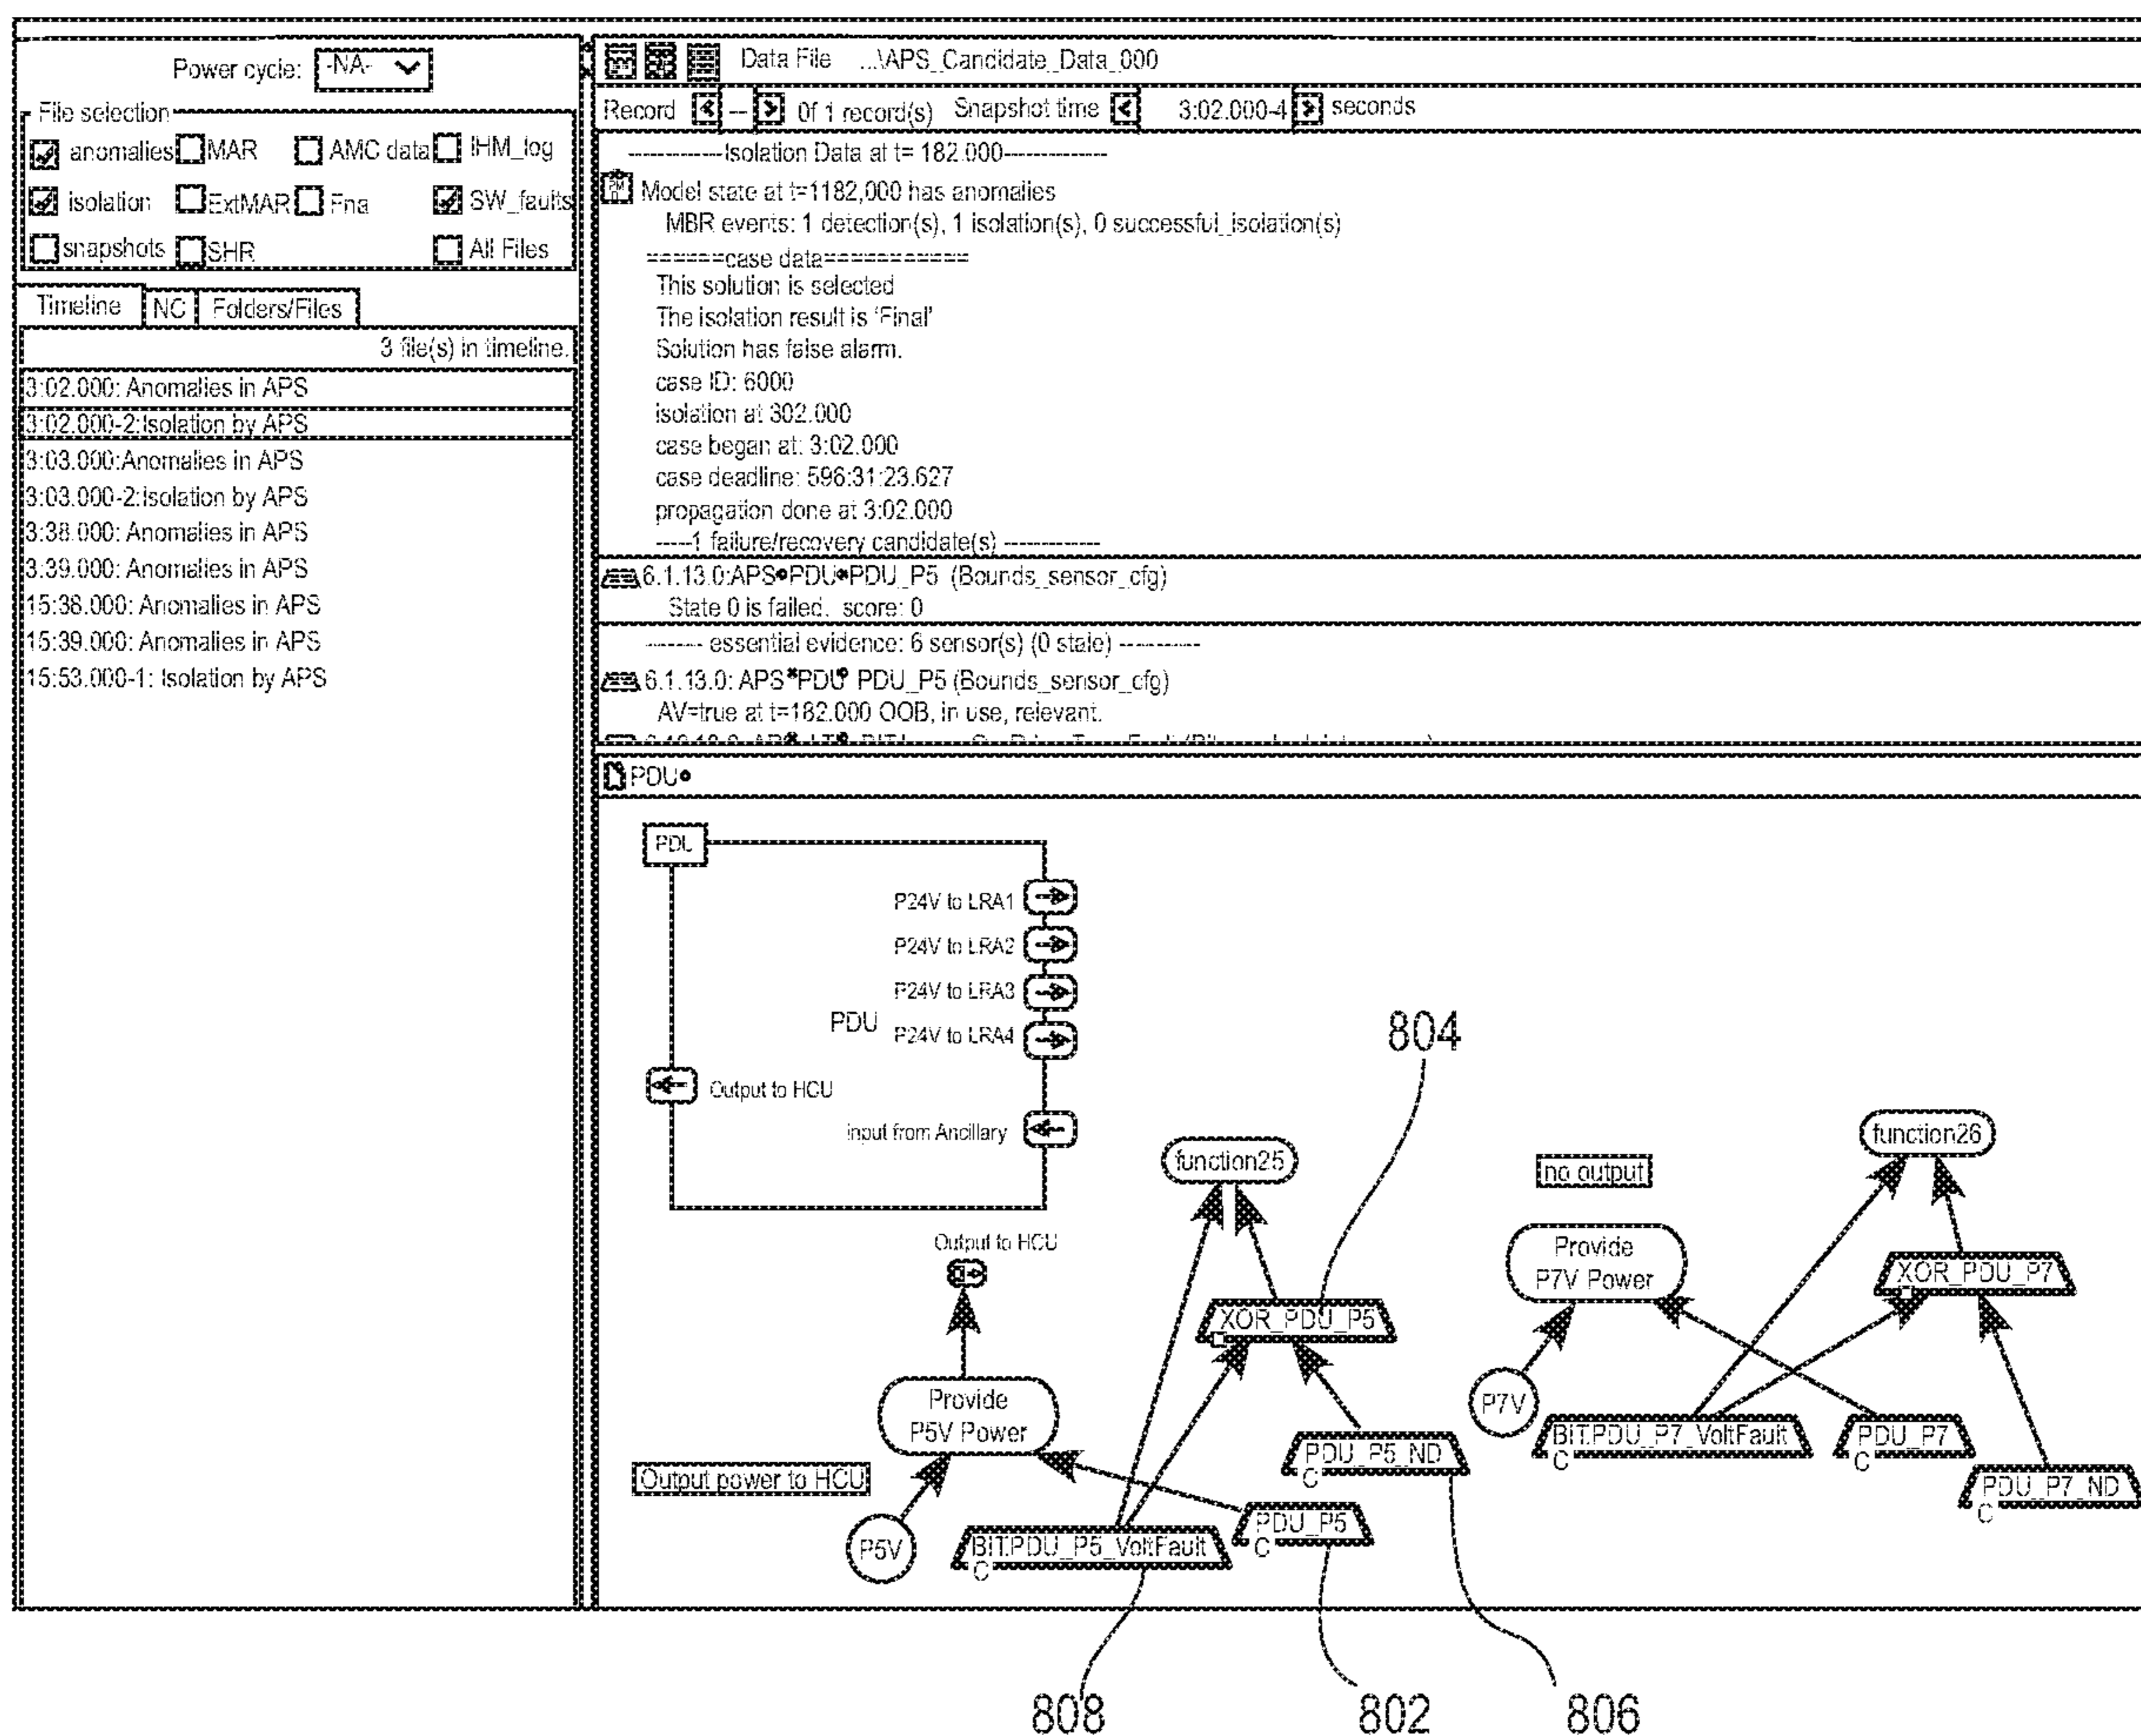 Power cycle: -NA-
File selection
anomalies MAR AMC data IHM_log
isolation ExtMAR Fna SW_faults
snapshots SHR All Files
Timeline NC Folders/Files
3 file(s) in timeline.
3:02.000: Anomalies in APS
3:02.000-2:Isolation by APS
3:03.000:Anomalies in APS
3:03.000-2:Isolation by APS
3:38.000: Anomalies in APS
3:39.000: Anomalies in APS
15:38.000: Anomalies in APS
15:39.000: Anomalies in APS
15:53.000-1: Isolation by APS
Data File ...\APS_Candidate_Data_000
Record -- Of 1 record(s) Snapshot time 3:02.000-4 seconds
-------------Isolation Data at t= 182.000-------------
Model state at t=1182,000 has anomalies
MBR events: 1 detection(s), 1 isolation(s), 0 successful_isolation(s)
======case data===========
This solution is selected
The isolation result is 'Final'
Solution has false alarm.
case ID: 6000
isolation at 302.000
case began at: 3:02.000
case deadline: 596:31:23.627
propagation done at 3:02.000
-----1 failure/recovery candidate(s) -------------
6.1.13.0:APS•PDU•PDU_P5 (Bounds_sensor_cfg)
State 0 is failed. score: 0
-------- essential evidence: 6 sensor(s) (0 stale) -----------
6.1.13.0: APS*PDU• PDU_P5 (Bounds_sensor_cfg)
AV=true at t=182.000 OOB, in use, relevant.
PDU•
PDU
P24V to LRA1
P24V to LRA2
P24V to LRA3
PDU P24V to LRA4
Output to HCU
input from Ancillary
804
function25
function26
no output
Output to HCU
Provide
P7V Power
XOR_PDU_P7
XOR_PDU_P5
Provide
P5V Power
P7V
BIT.PDU_P7_VoltFault
C
PDU_P7
C
PDU_P5_ND
C
Output power to HCU
PDU_P7_ND
C
P5V
BIT.PDU_P5_VoltFault
C
PDU_P5
C
808
802
806